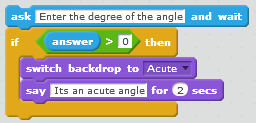 ask Enter the degree of the angle and wait
if answer > 0 then
switch backdrop to Acute
say Its an acute angle for 2 secs